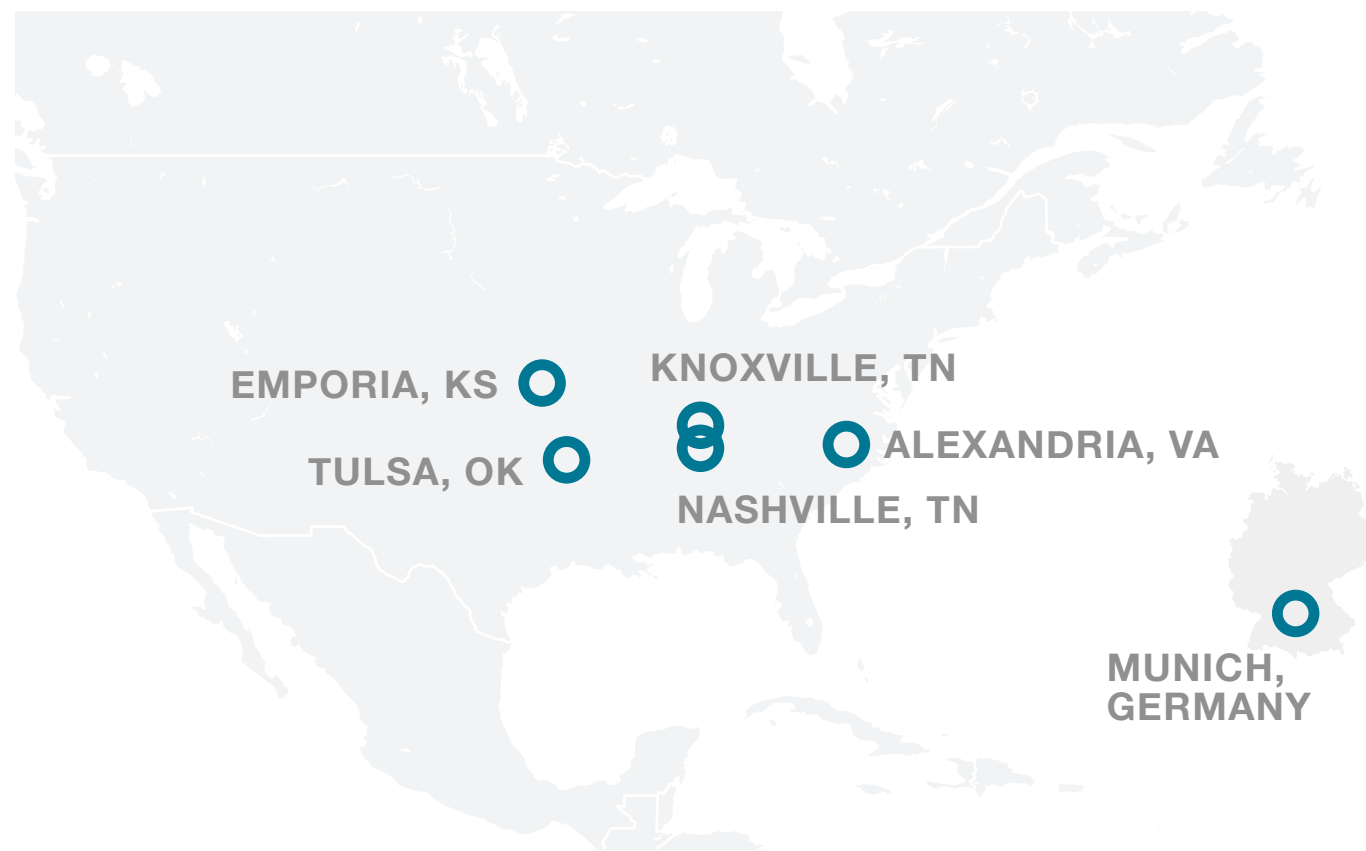 KNOXVILLE, TN
EMPORIA, KS
ALEXANDRIA, VA
TULSA, OK
NASHVILLE, TN
MUNICH,
GERMANY